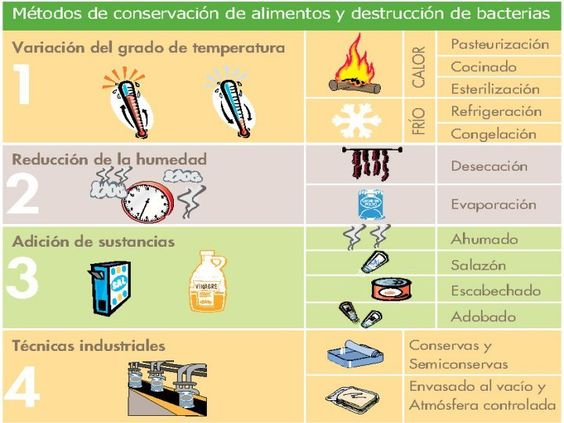 Métodos de conservación de alimentos y destrucción de bacterias
Variación del grado de temperatura
1
CALOR
Pasteurización
Cocinado
Esterilización
FRÍO
Refrigeración
Congelación
Reducción de la humedad
2
Desecación
Evaporación
Adición de sustancias
3
SAL
VINAGRE
Ahumado
Salazón
Escabechado
Adobado
Técnicas industriales
4
Conservas y
Semiconservas
Envasado al vacío y
Atmósfera controlada